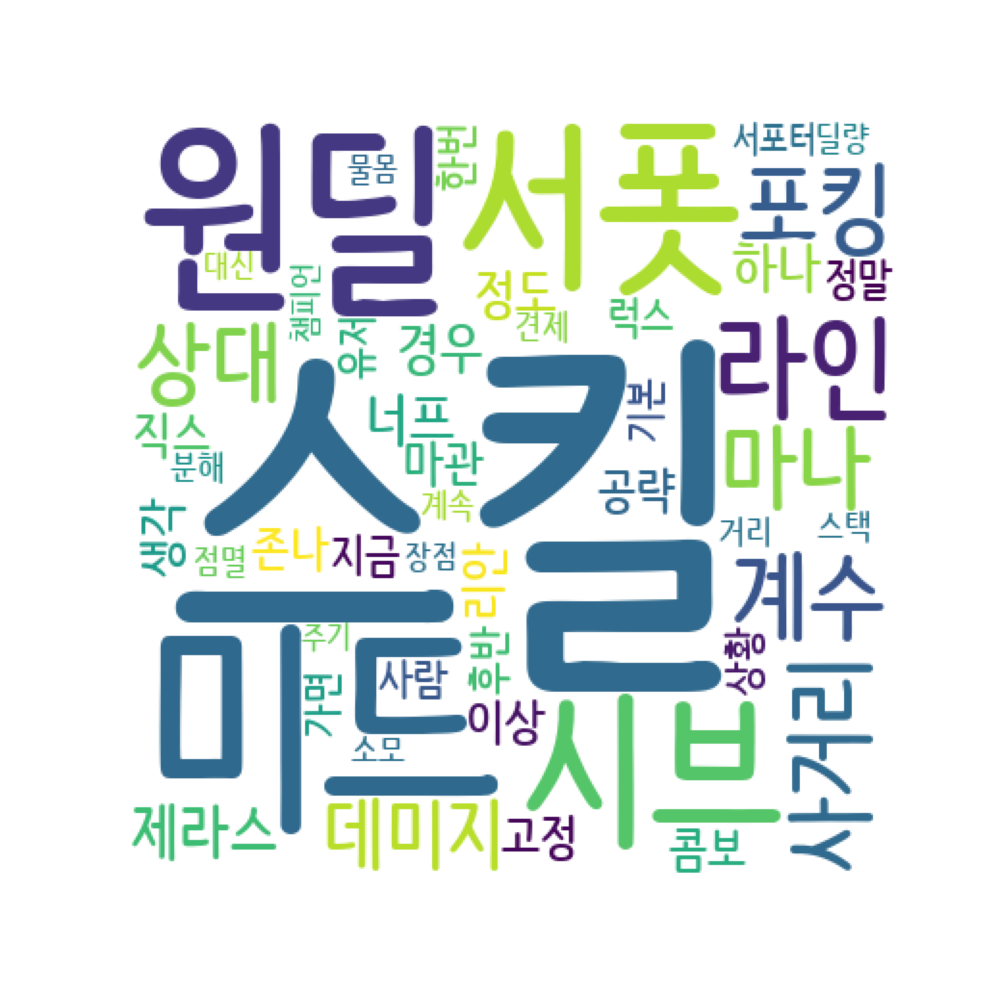 원딜
서폿
서포터
딜량
물몸
한번
포킹
대신
정도
하나
정말
챔피언
견제
럭스
상대
유저
경우
라인
스킬
직스
너프
기본
마나
분해
마관
공략
계속
생각
점멸
존나
지금
장점
리안
거리
스택
계수
미드
주기
후반
상황
사거리
가면
사람
이상
시브
소모
제라스
데미지
고정
콤보